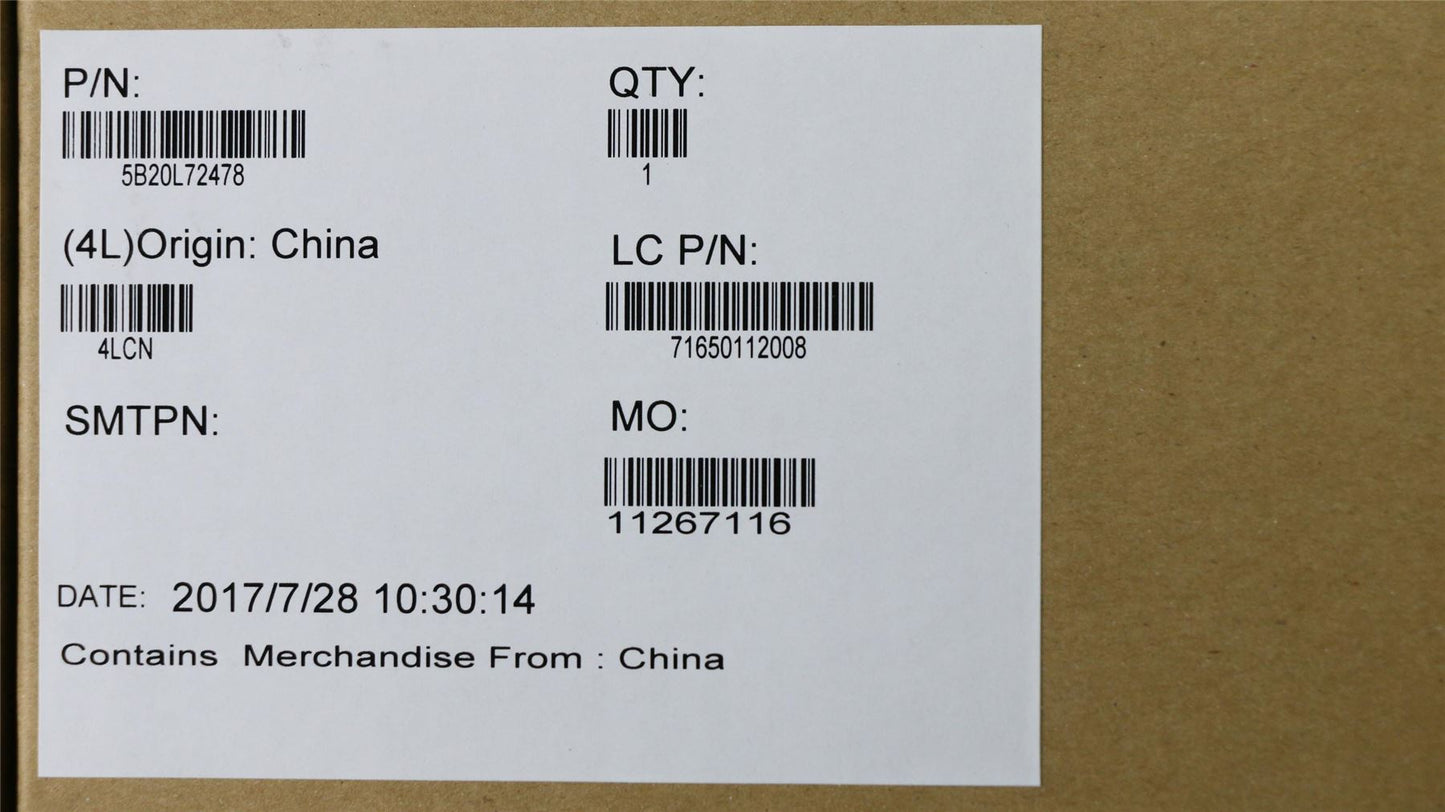 P/N:
5B20L72478
QTY:
1
(4L)Origin: China
4LCN
LC P/N:
71650112008
SMTPN:
MO:
11267116
DATE: 2017/7/28 10:30:14
Contains Merchandise From : China